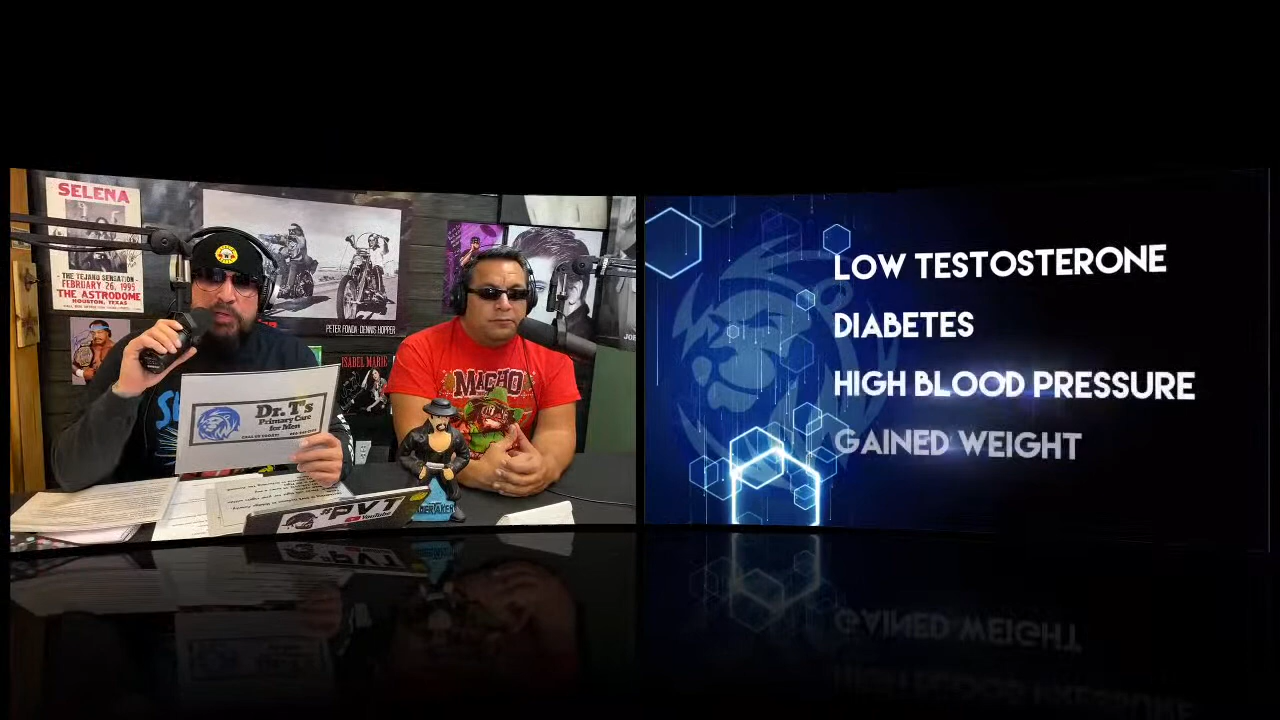 SELENA
- THE TEJANO SENSATION -
FEBRUARY 26, 1995
THE ASTRODOME
HOUSTON, TEXAS
PETER FONDA · DENNIS HOPPER
ISABEL MARIE
MACHO
Dr. T's
Primary Care
for Men
#PVT
YouTube
LOW TESTOSTERONE
DIABETES
HIGH BLOOD PRESSURE
GAINED WEIGHT